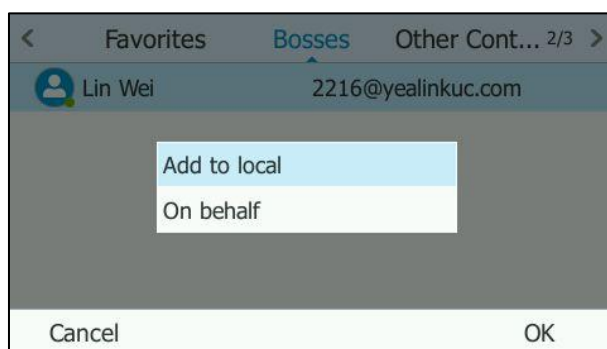 < Favorites Bosses Other Cont... 2/3 >
Lin Wei 2216@yealinkuc.com
Add to local
On behalf
Cancel OK